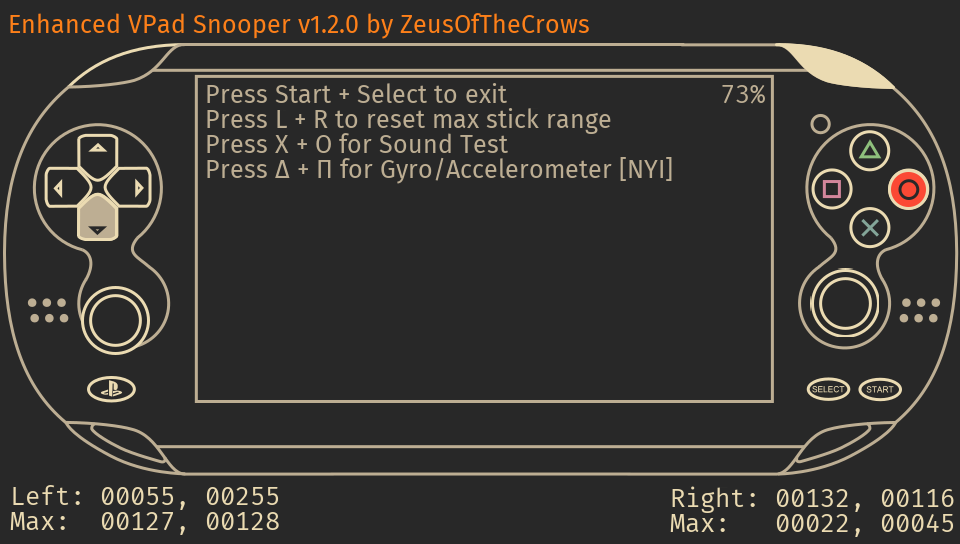 Enhanced VPad Snooper v1.2.0 by ZeusOfTheCrows
Press Start + Select to exit 73%
Press L + R to reset max stick range
Press X + O for Sound Test
Press Δ + Π for Gyro/Accelerometer [NYI]
SELECT START
Left: 00055, 00255
Max: 00127, 00128
Right: 00132, 00116
Max: 00022, 00045